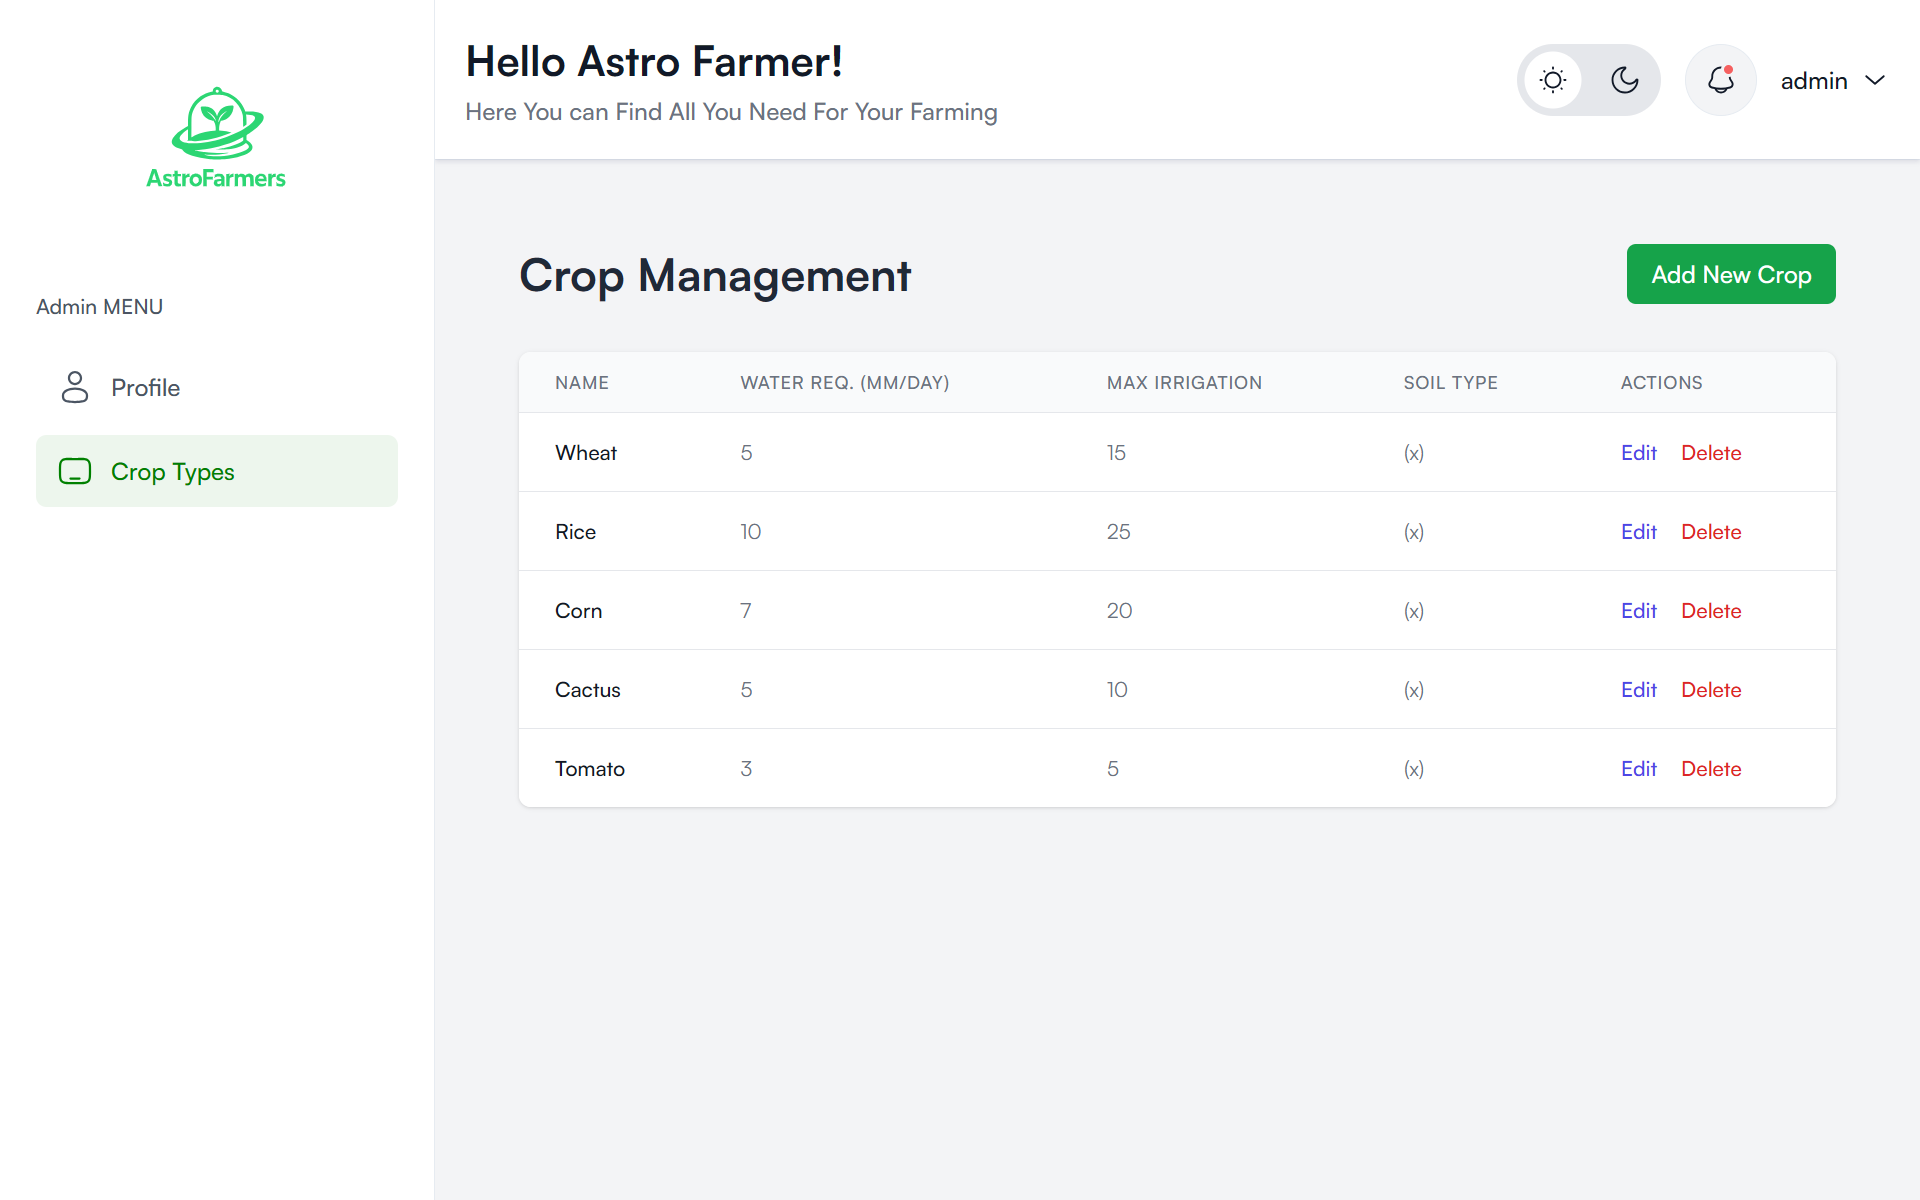 AstroFarmers
Admin MENU
Profile
Crop Types
Hello Astro Farmer!
Here You can Find All You Need For Your Farming
admin
Crop Management
Add New Crop
NAME WATER REQ. (MM/DAY) MAX IRRIGATION SOIL TYPE ACTIONS
Wheat 5 15 (x) Edit Delete
Rice 10 25 (x) Edit Delete
Corn 7 20 (x) Edit Delete
Cactus 5 10 (x) Edit Delete
Tomato 3 5 (x) Edit Delete